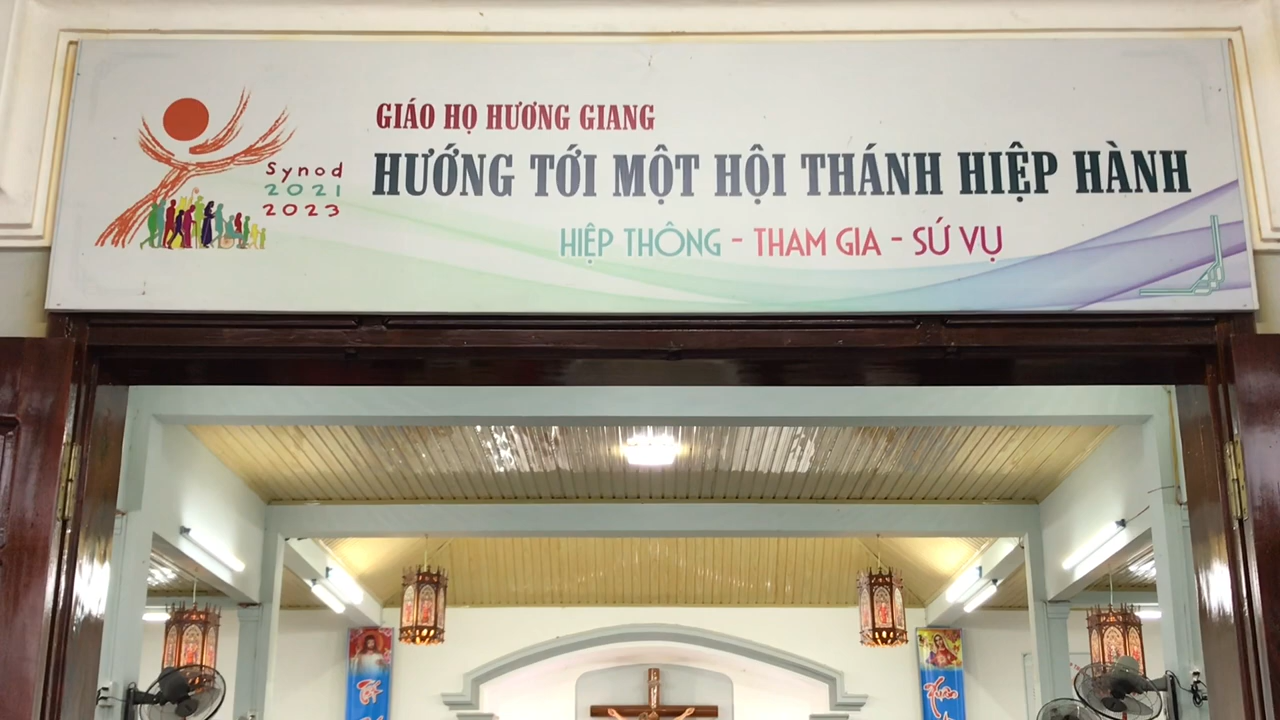 GIÁO HỌ HƯƠNG GIANG
HƯỚNG TỚI MỘT HỘI THÁNH HIỆP HÀNH
HIỆP THÔNG - THAM GIA - SỨ VỤ
Synod
2021
2023
Xuân